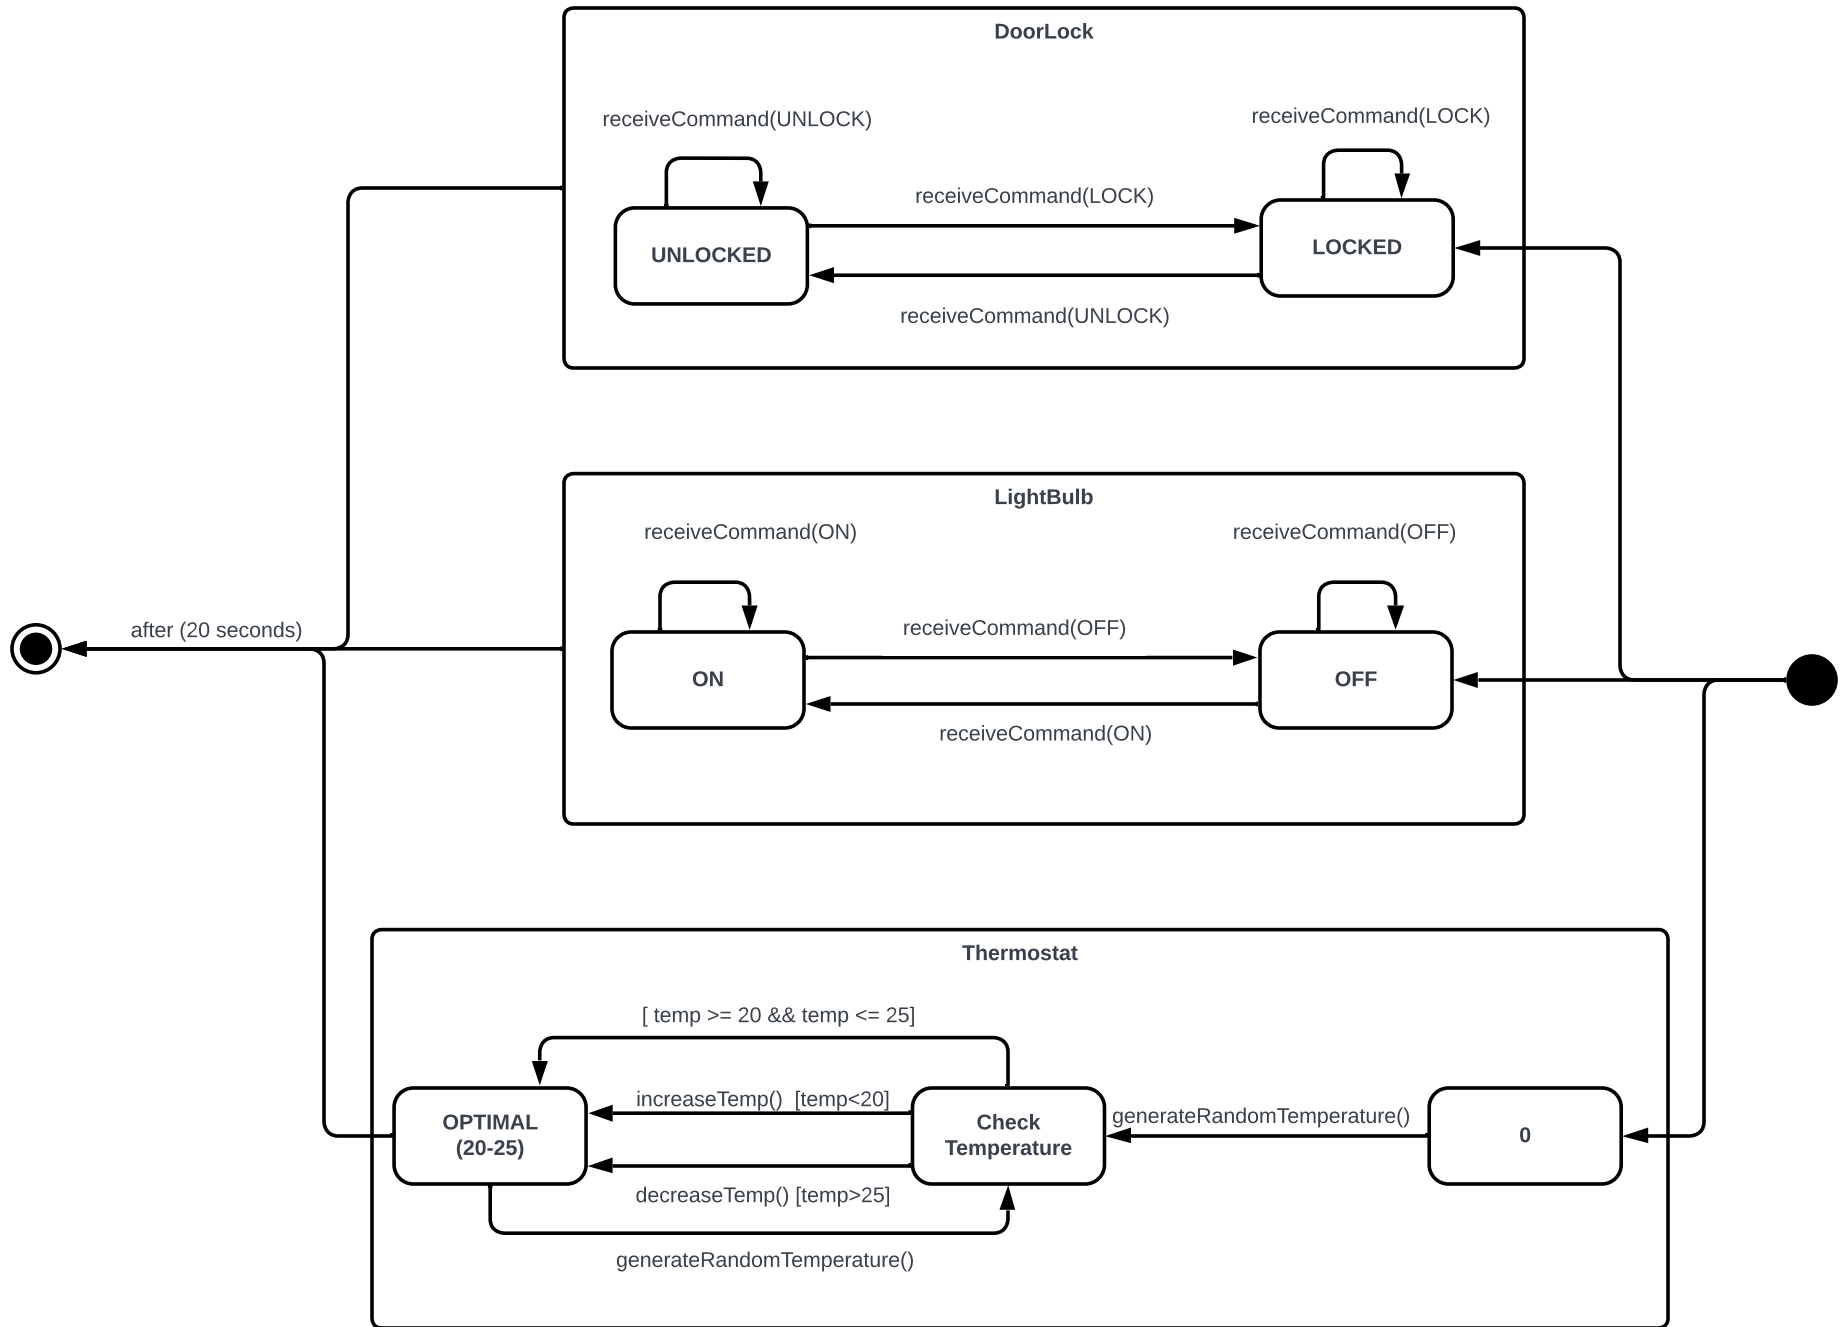 DoorLock
receiveCommand(UNLOCK)
receiveCommand(LOCK)
receiveCommand(LOCK)
UNLOCKED
LOCKED
receiveCommand(UNLOCK)
LightBulb
receiveCommand(ON)
receiveCommand(OFF)
after (20 seconds)
receiveCommand(OFF)
ON
OFF
receiveCommand(ON)
Thermostat
[ temp >= 20 && temp <= 25]
increaseTemp()  [temp<20]
OPTIMAL
(20-25)
Check
Temperature
generateRandomTemperature()
0
decreaseTemp() [temp>25]
generateRandomTemperature()